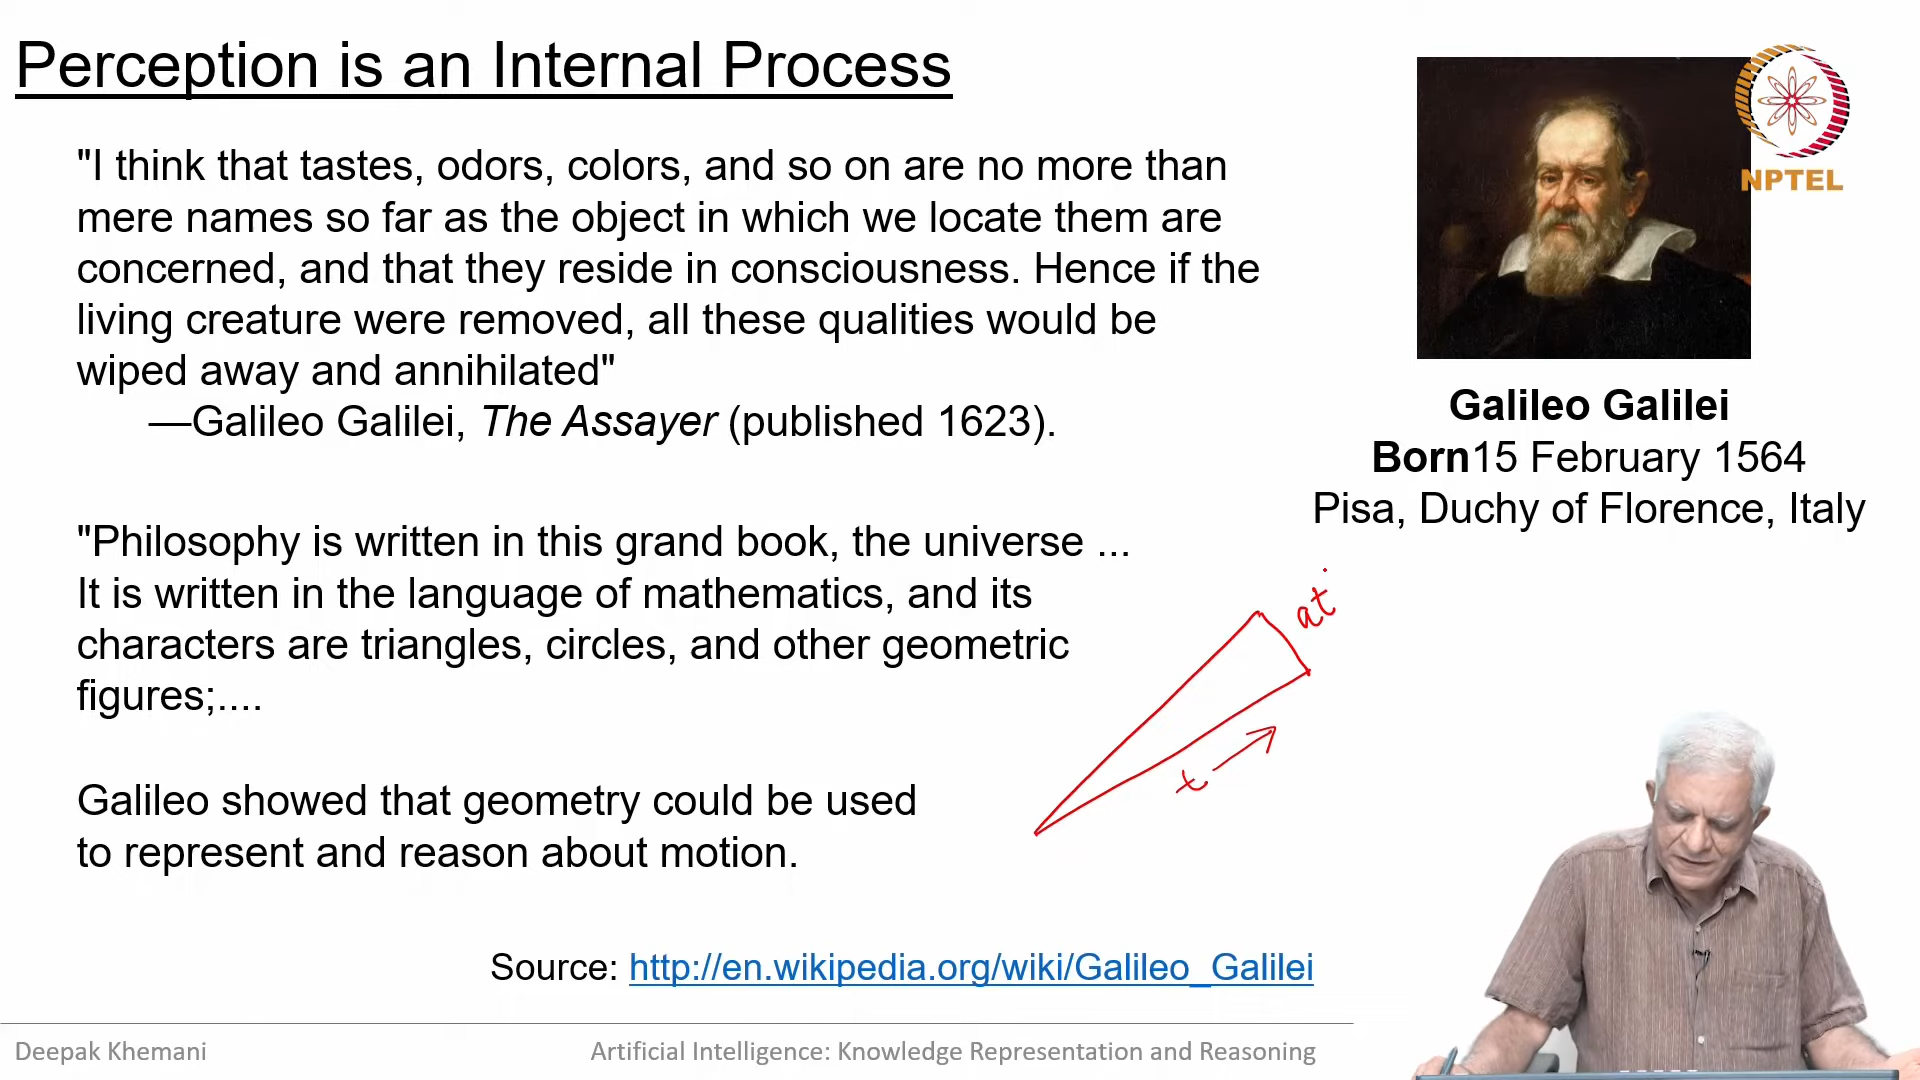 Perception is an Internal Process
"I think that tastes, odors, colors, and so on are no more than
mere names so far as the object in which we locate them are
concerned, and that they reside in consciousness. Hence if the
living creature were removed, all these qualities would be
wiped away and annihilated"
—Galileo Galilei, The Assayer (published 1623).
"Philosophy is written in this grand book, the universe ...
It is written in the language of mathematics, and its
characters are triangles, circles, and other geometric
figures;....
Galileo showed that geometry could be used
to represent and reason about motion.
Source: http://en.wikipedia.org/wiki/Galileo_Galilei
NPTEL
Galileo Galilei
Born15 February 1564
Pisa, Duchy of Florence, Italy
at
t
Deepak Khemani
Artificial Intelligence: Knowledge Representation and Reasoning